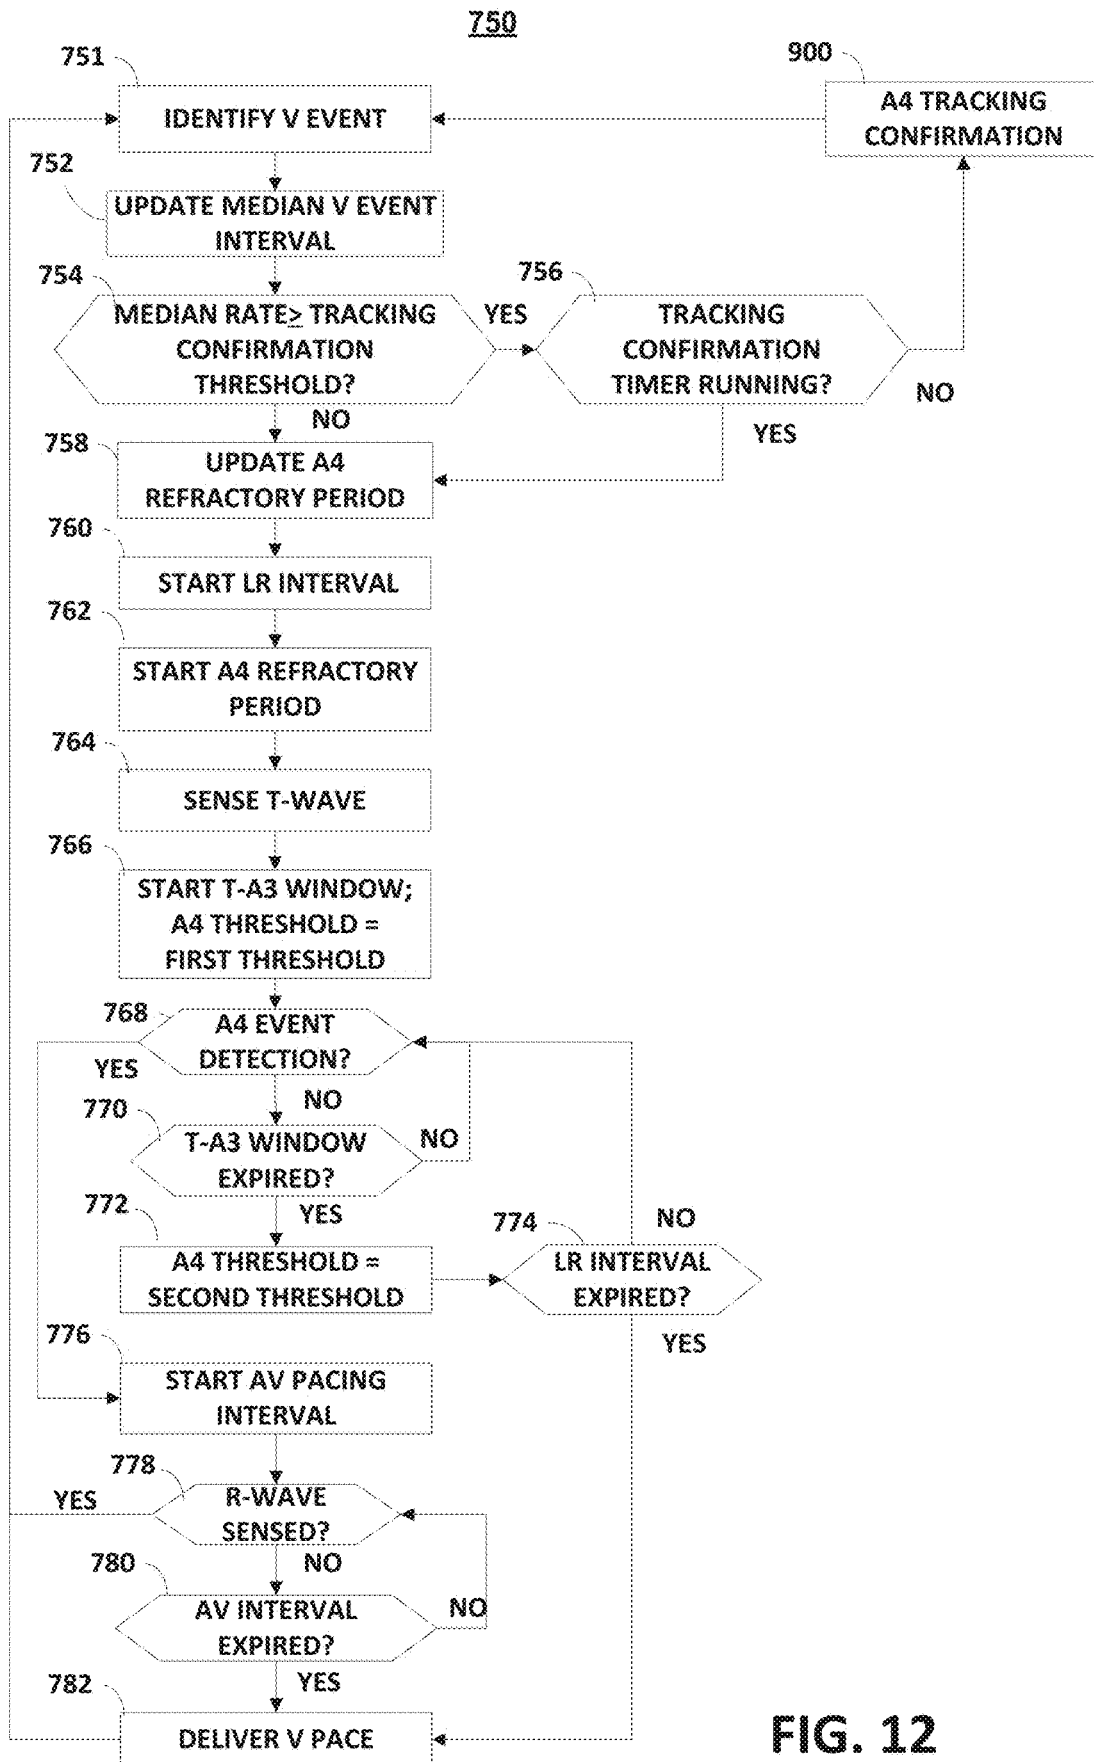 750
751
900
IDENTIFY V EVENT
A4 TRACKING
CONFIRMATION
752
UPDATE MEDIAN V EVENT
INTERVAL
754
756
MEDIAN RATE≥ TRACKING
CONFIRMATION
THRESHOLD?
YES
TRACKING
CONFIRMATION
TIMER RUNNING?
NO
NO
YES
758
UPDATE A4
REFRACTORY PERIOD
760
START LR INTERVAL
762
START A4 REFRACTORY
PERIOD
764
SENSE T-WAVE
766
START T-A3 WINDOW;
A4 THRESHOLD =
FIRST THRESHOLD
768
A4 EVENT
DETECTION?
YES
NO
770
T-A3 WINDOW
EXPIRED?
NO
YES
772
A4 THRESHOLD =
SECOND THRESHOLD
774
NO
LR INTERVAL
EXPIRED?
YES
776
START AV PACING
INTERVAL
778
YES
R-WAVE
SENSED?
NO
780
AV INTERVAL
EXPIRED?
NO
YES
782
DELIVER V PACE
FIG. 12